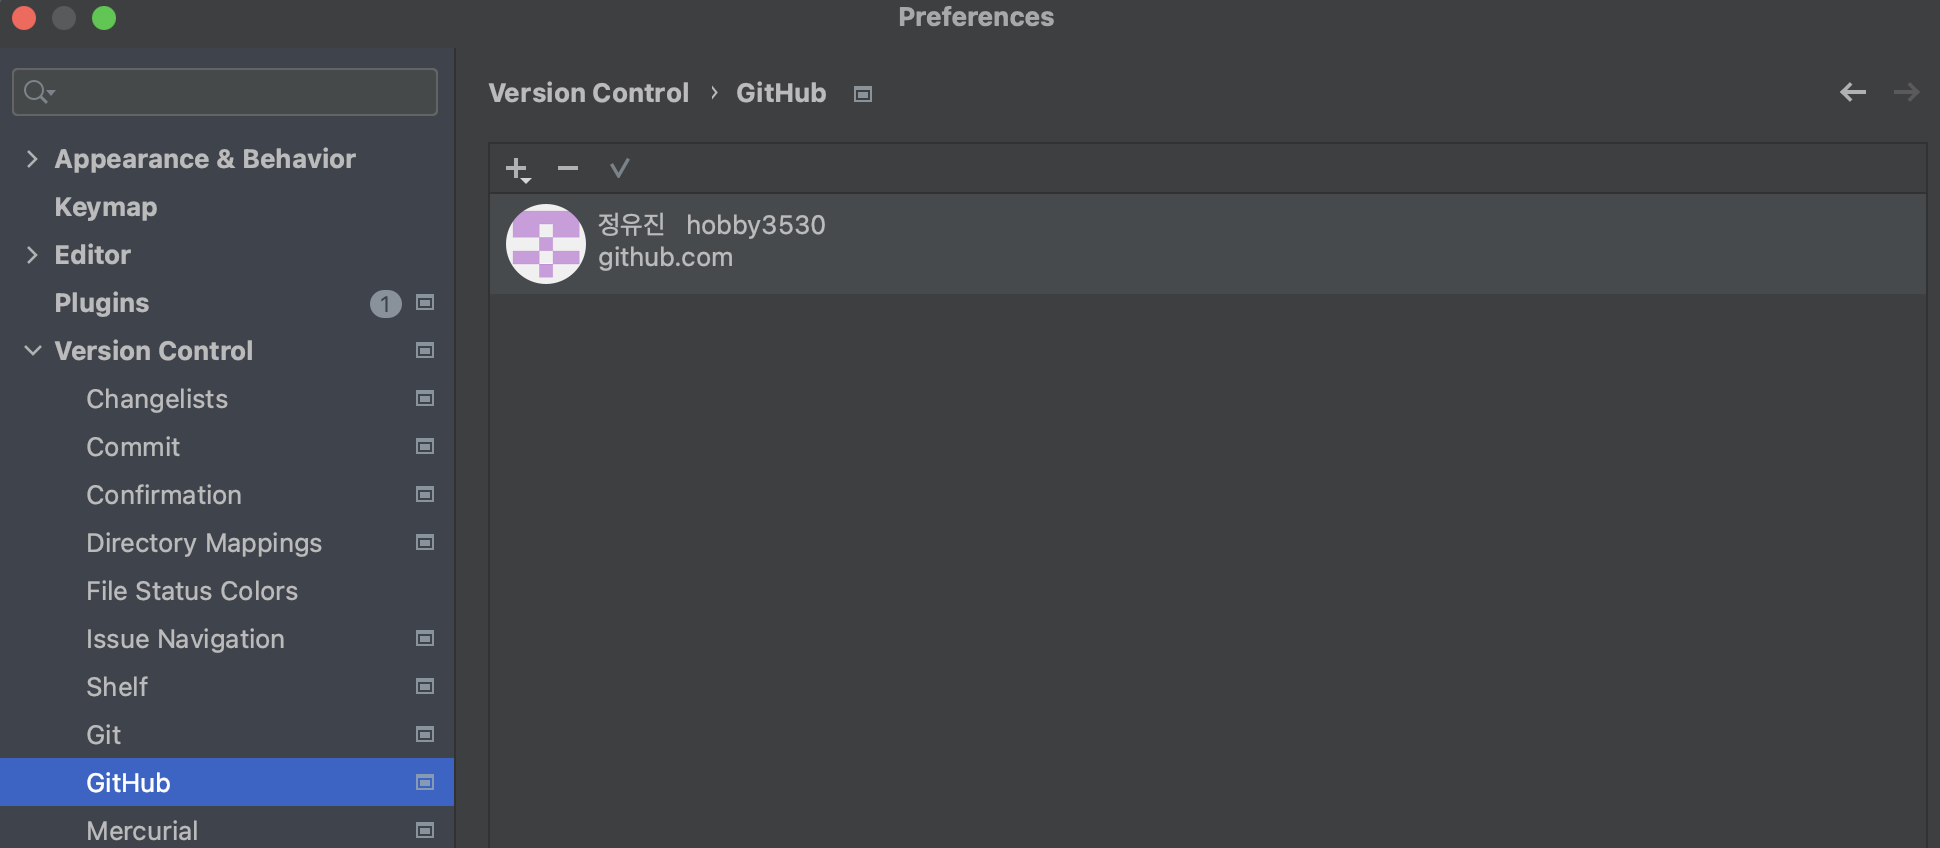 Preferences
Version Control › GitHub
Appearance & Behavior
Keymap
Editor
Plugins 1
Version Control
Changelists
Commit
Confirmation
Directory Mappings
File Status Colors
Issue Navigation
Shelf
Git
GitHub
Mercurial
정유진 hobby3530
github.com